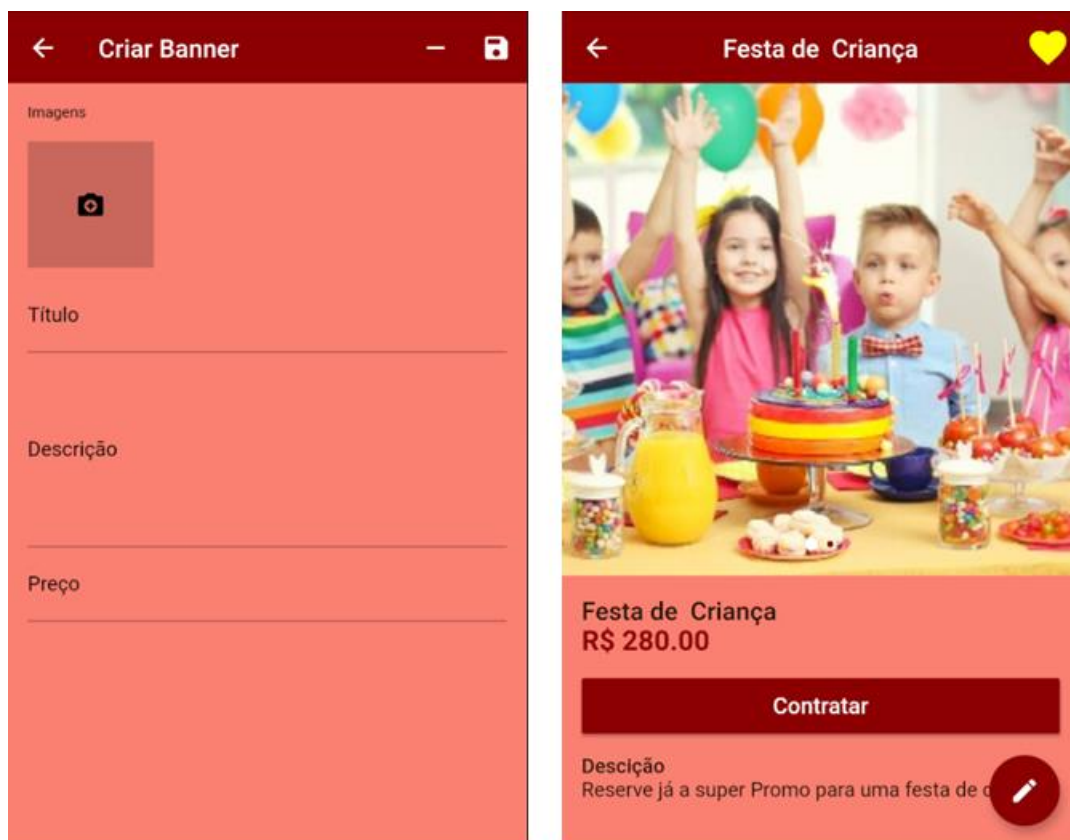 Criar Banner
Imagens
Título
Descrição
Preço
Festa de Criança
Festa de Criança
R$ 280.00
Contratar
Descição
Reserve já a super Promo para uma festa de